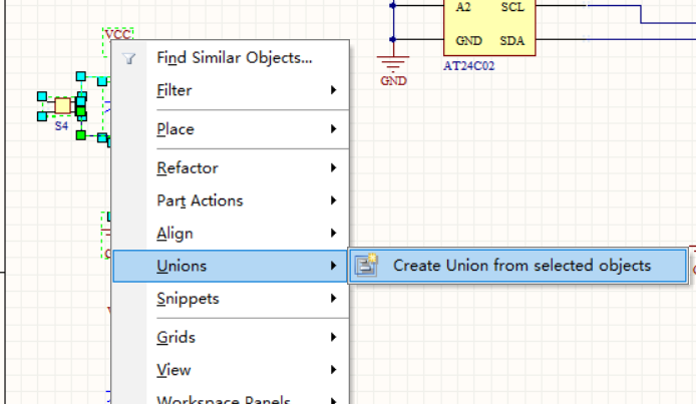 VCC
A2 SCL
GND SDA
AT24C02
GND
S4
Find Similar Objects...
Filter
Place
Refactor
Part Actions
Align
Unions
Create Union from selected objects
Snippets
Grids
View
Workspace Panels